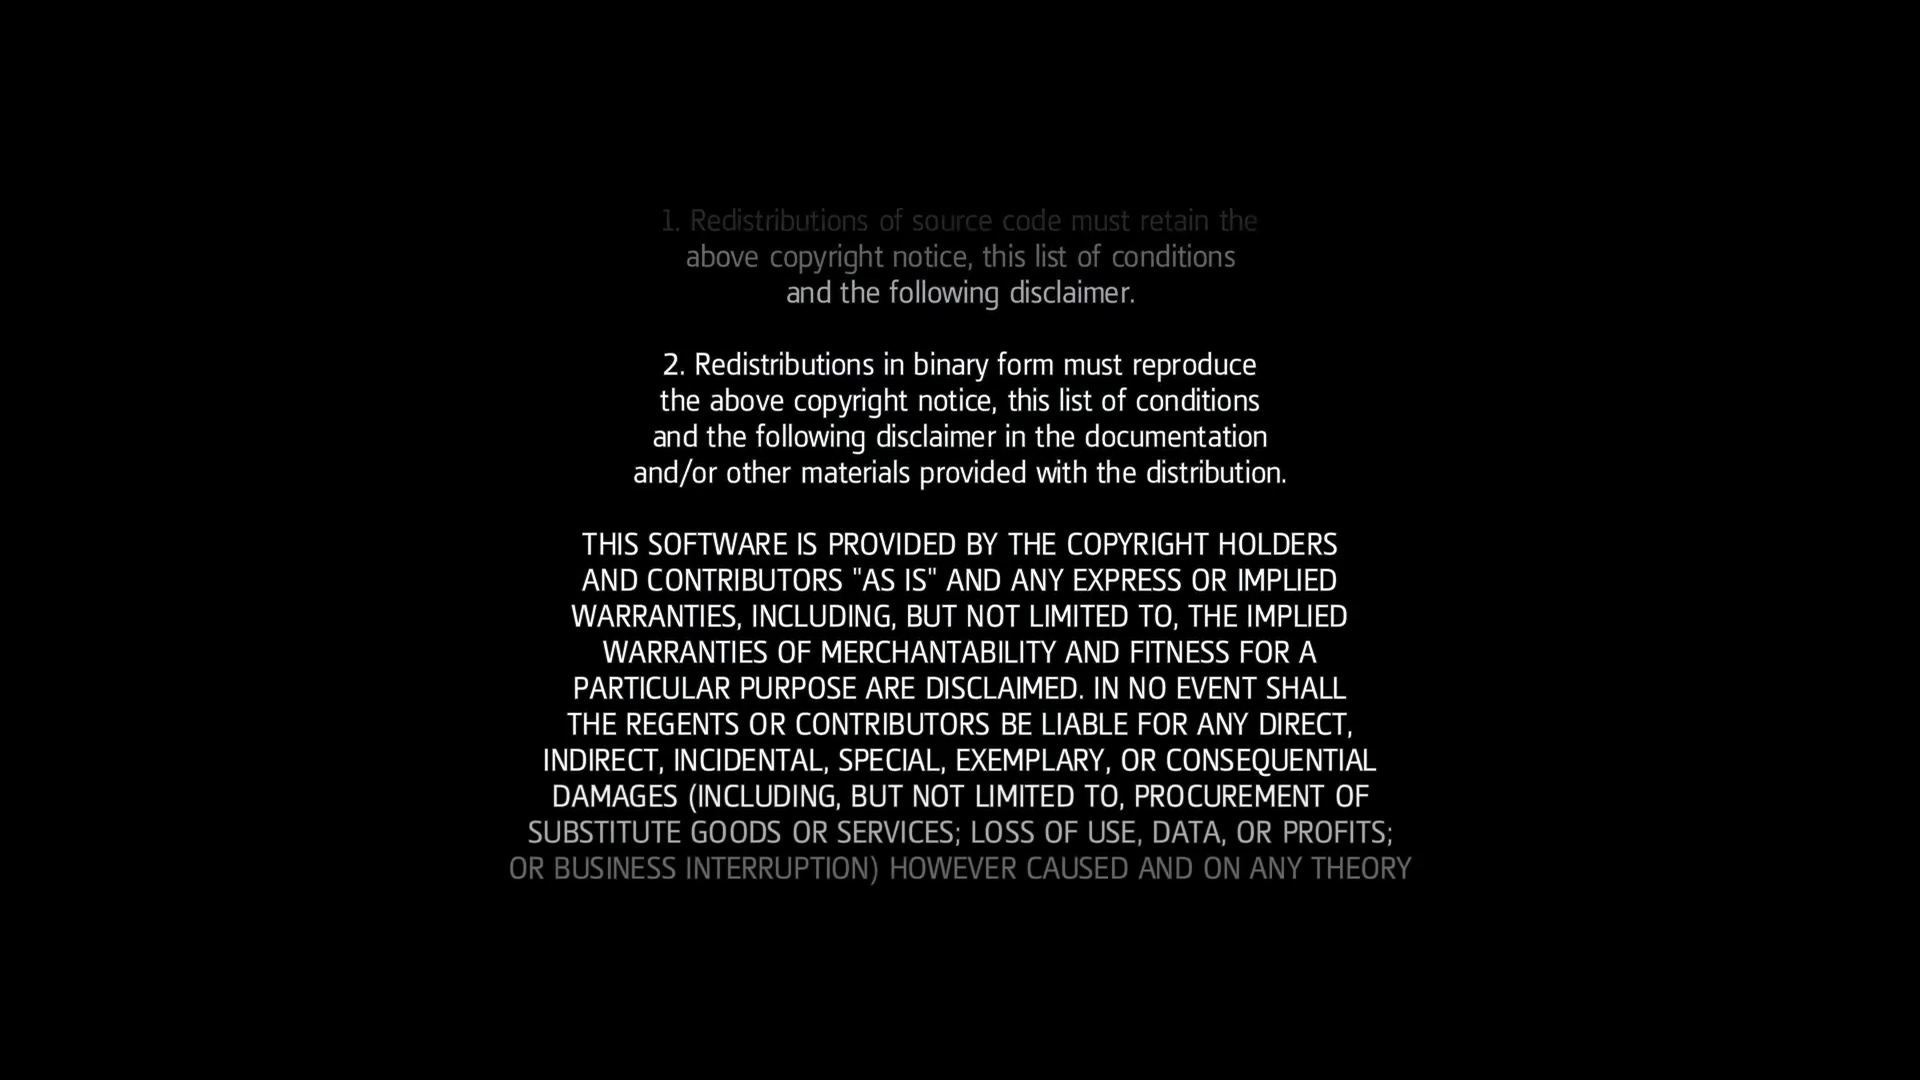 1. Redistributions of source code must retain the
above copyright notice, this list of conditions
and the following disclaimer.
2. Redistributions in binary form must reproduce
the above copyright notice, this list of conditions
and the following disclaimer in the documentation
and/or other materials provided with the distribution.
THIS SOFTWARE IS PROVIDED BY THE COPYRIGHT HOLDERS
AND CONTRIBUTORS "AS IS" AND ANY EXPRESS OR IMPLIED
WARRANTIES, INCLUDING, BUT NOT LIMITED TO, THE IMPLIED
WARRANTIES OF MERCHANTABILITY AND FITNESS FOR A
PARTICULAR PURPOSE ARE DISCLAIMED. IN NO EVENT SHALL
THE REGENTS OR CONTRIBUTORS BE LIABLE FOR ANY DIRECT,
INDIRECT, INCIDENTAL, SPECIAL, EXEMPLARY, OR CONSEQUENTIAL
DAMAGES (INCLUDING, BUT NOT LIMITED TO, PROCUREMENT OF
SUBSTITUTE GOODS OR SERVICES; LOSS OF USE, DATA, OR PROFITS;
OR BUSINESS INTERRUPTION) HOWEVER CAUSED AND ON ANY THEORY